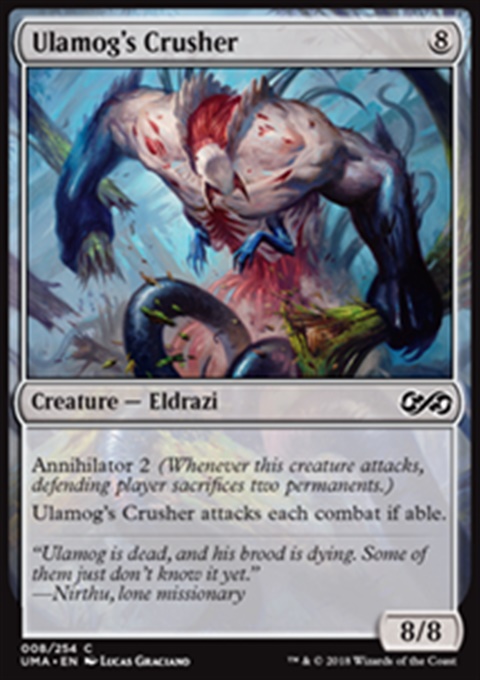 Ulamog's Crusher 8
Creature — Eldrazi
Annihilator 2 (Whenever this creature attacks,
defending player sacrifices two permanents.)
Ulamog's Crusher attacks each combat if able.
"Ulamog is dead, and his brood is dying. Some of
them just don't know it yet."
—Nirthu, lone missionary
8/8
008/254 C
UMA • EN Lucas Graciano
™ & © 2018 Wizards of the Coast